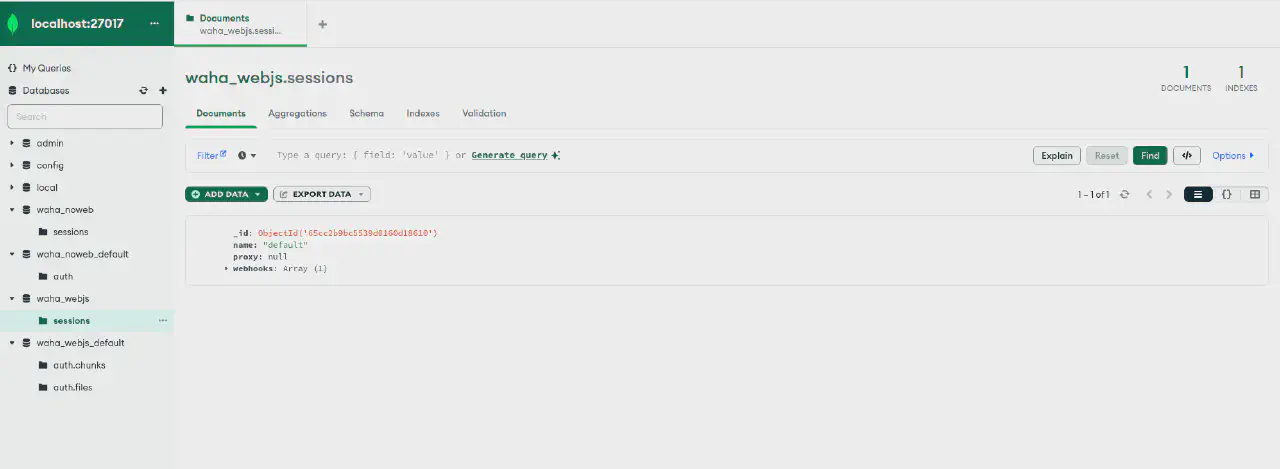 localhost:27017 ...
Documents
waha_webjs.sessi...
My Queries
Databases
Search
admin
config
local
waha_noweb
sessions
waha_noweb_default
auth
waha_webjs
sessions ...
waha_webjs_default
auth.chunks
auth.files
waha_webjs.sessions
1
DOCUMENTS
1
INDEXES
Documents Aggregations Schema Indexes Validation
Filter Type a query: { field: 'value' } or Generate query Explain Reset Find </> Options
ADD DATA EXPORT DATA 1 – 1 of 1 {}
_id: ObjectId('65cc2b9bc5539d0160d18610')
name: "default"
proxy: null
webhooks: Array (1)